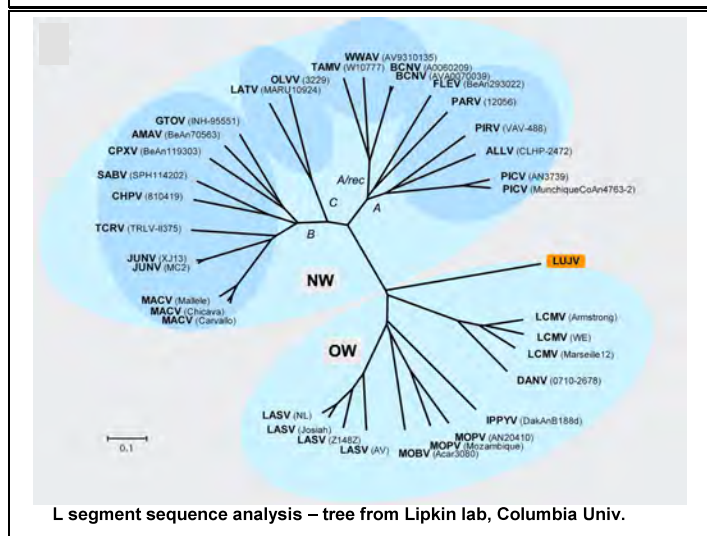 WWAV (AV9310135)
TAMV (W10777)
BCNV (A0060209)
BCNV (AVA0070039)
FLEV (BeAn293022)
OLVV (3229)
LATV (MARU10924)
PARV (12056)
PIRV (VAV-488)
ALLV (CLHP-2472)
PICV (AN3739)
PICV (MunchiqueCoAn4763-2)
GTOV (INH-95551)
AMAV (BeAn70563)
CPXV (BeAn119303)
SABV (SPH114202)
CHPV (810419)
TCRV (TRLV-II375)
JUNV (XJ13)
JUNV (MC2)
MACV (Mallele)
MACV (Chicava)
MACV (Carvallo)
A/rec
A
C
B
NW
LUJV
OW
LCMV (Armstrong)
LCMV (WE)
LCMV (Marseille12)
DANV (0710-2678)
IPPYV (DakAnB188d)
MOPV (AN20410)
MOPV (Mozambique)
MOBV (Acar3080)
LASV (NL)
LASV (Josiah)
LASV (Z148Z)
LASV (AV)
0.1
L segment sequence analysis – tree from Lipkin lab, Columbia Univ.